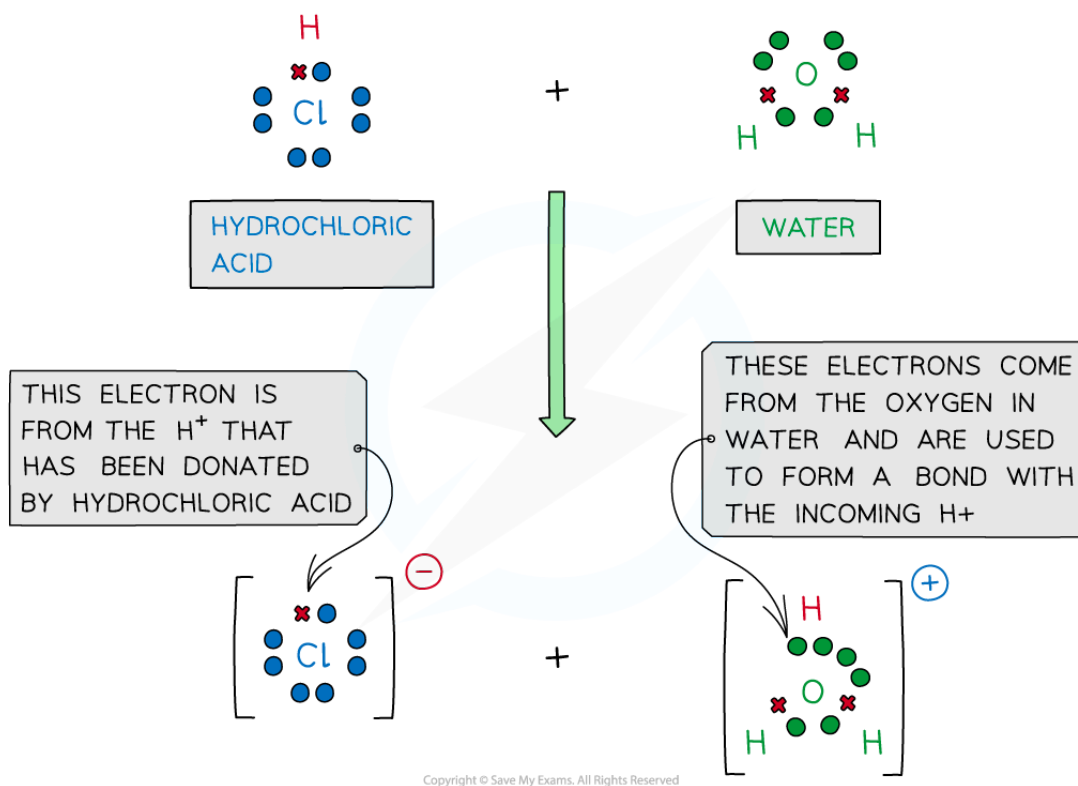 H
Cl
+
O
H H
HYDROCHLORIC
ACID
WATER
THIS ELECTRON IS
FROM THE H⁺ THAT
HAS BEEN DONATED
BY HYDROCHLORIC ACID
THESE ELECTRONS COME
FROM THE OXYGEN IN
WATER AND ARE USED
TO FORM A BOND WITH
THE INCOMING H+
−
Cl
+
+
H
O
H H
Copyright © Save My Exams. All Rights Reserved